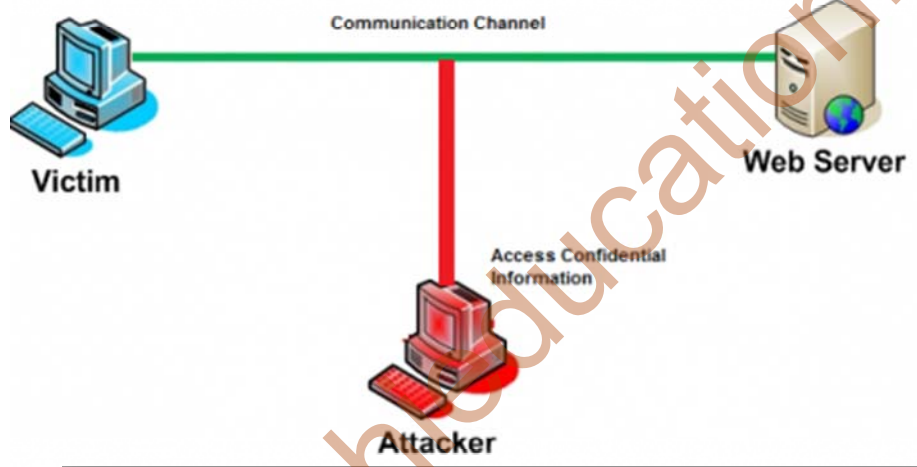 Communication Channel
Victim
Web Server
Access Confidential
Information
Attacker